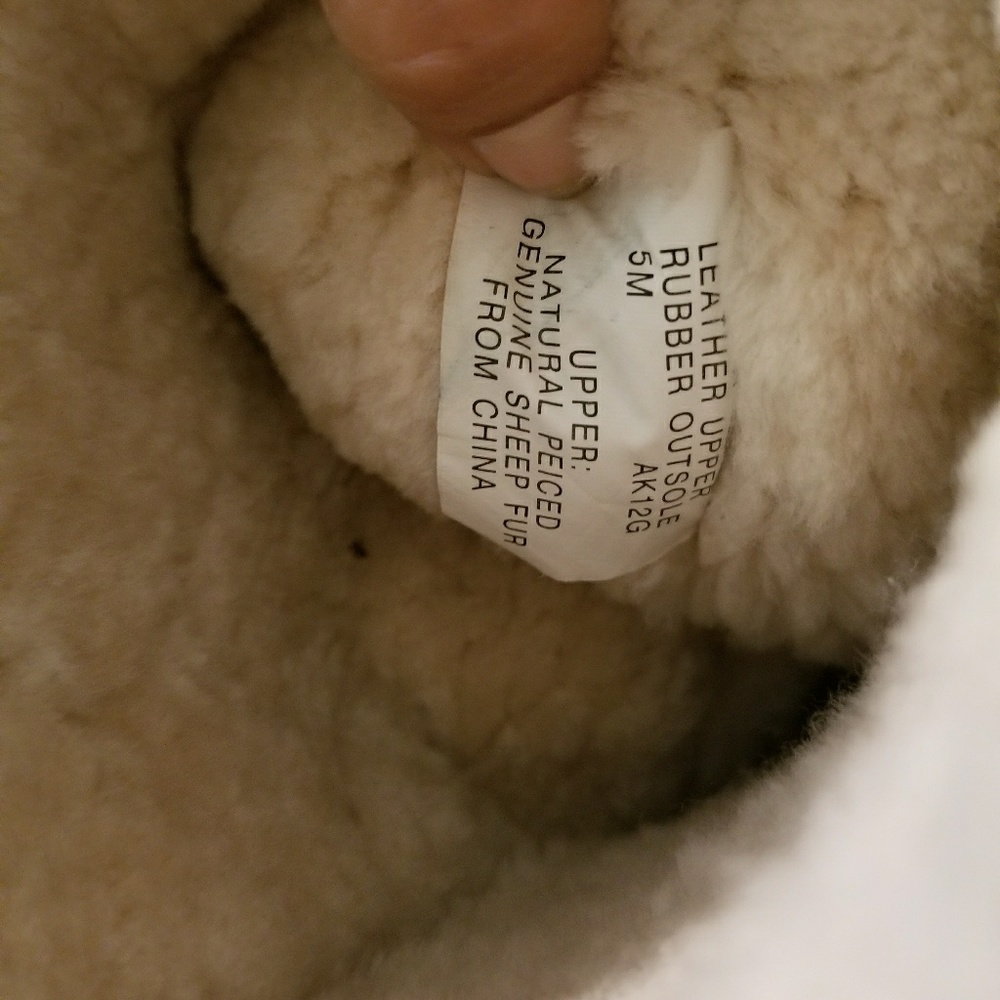 LEATHER UPPER
RUBBER OUTSOLE
5M AK12G
UPPER:
NATURAL PEICED
GENUINE SHEEP FUR
FROM CHINA